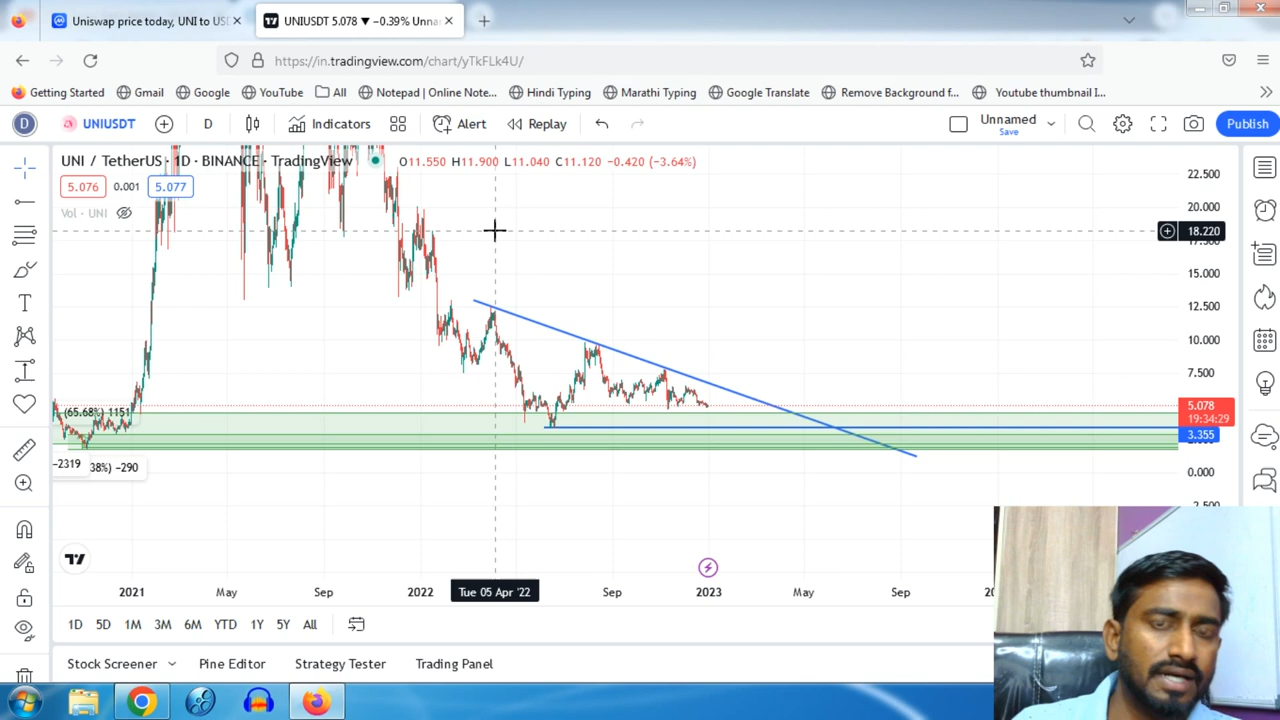 Uniswap price today, UNI to US
UNIUSDT 5.078 ▼ −0.39% Unna
https://in.tradingview.com/chart/yTkFLk4U/
Getting Started Gmail Google YouTube All Notepad | Online Note... Hindi Typing Marathi Typing Google Translate Remove Background f... Youtube thumbnail I...
D UNIUSDT D Indicators Alert Replay Unnamed Save Publish
UNI / TetherUS · 1D · BINANCE · TradingView O11.550 H11.900 L11.040 C11.120 −0.420 (−3.64%)
5.076 0.001 5.077
Vol · UNI
22.500
20.000
18.220
17.500
15.000
12.500
10.000
7.500
5.078
19:34:29
3.355
0.000
(65.68%) 1151
−2319 38%) −290
2021 May Sep 2022 Tue 05 Apr '22 Sep 2023 May Sep
1D 5D 1M 3M 6M YTD 1Y 5Y All
Stock Screener Pine Editor Strategy Tester Trading Panel